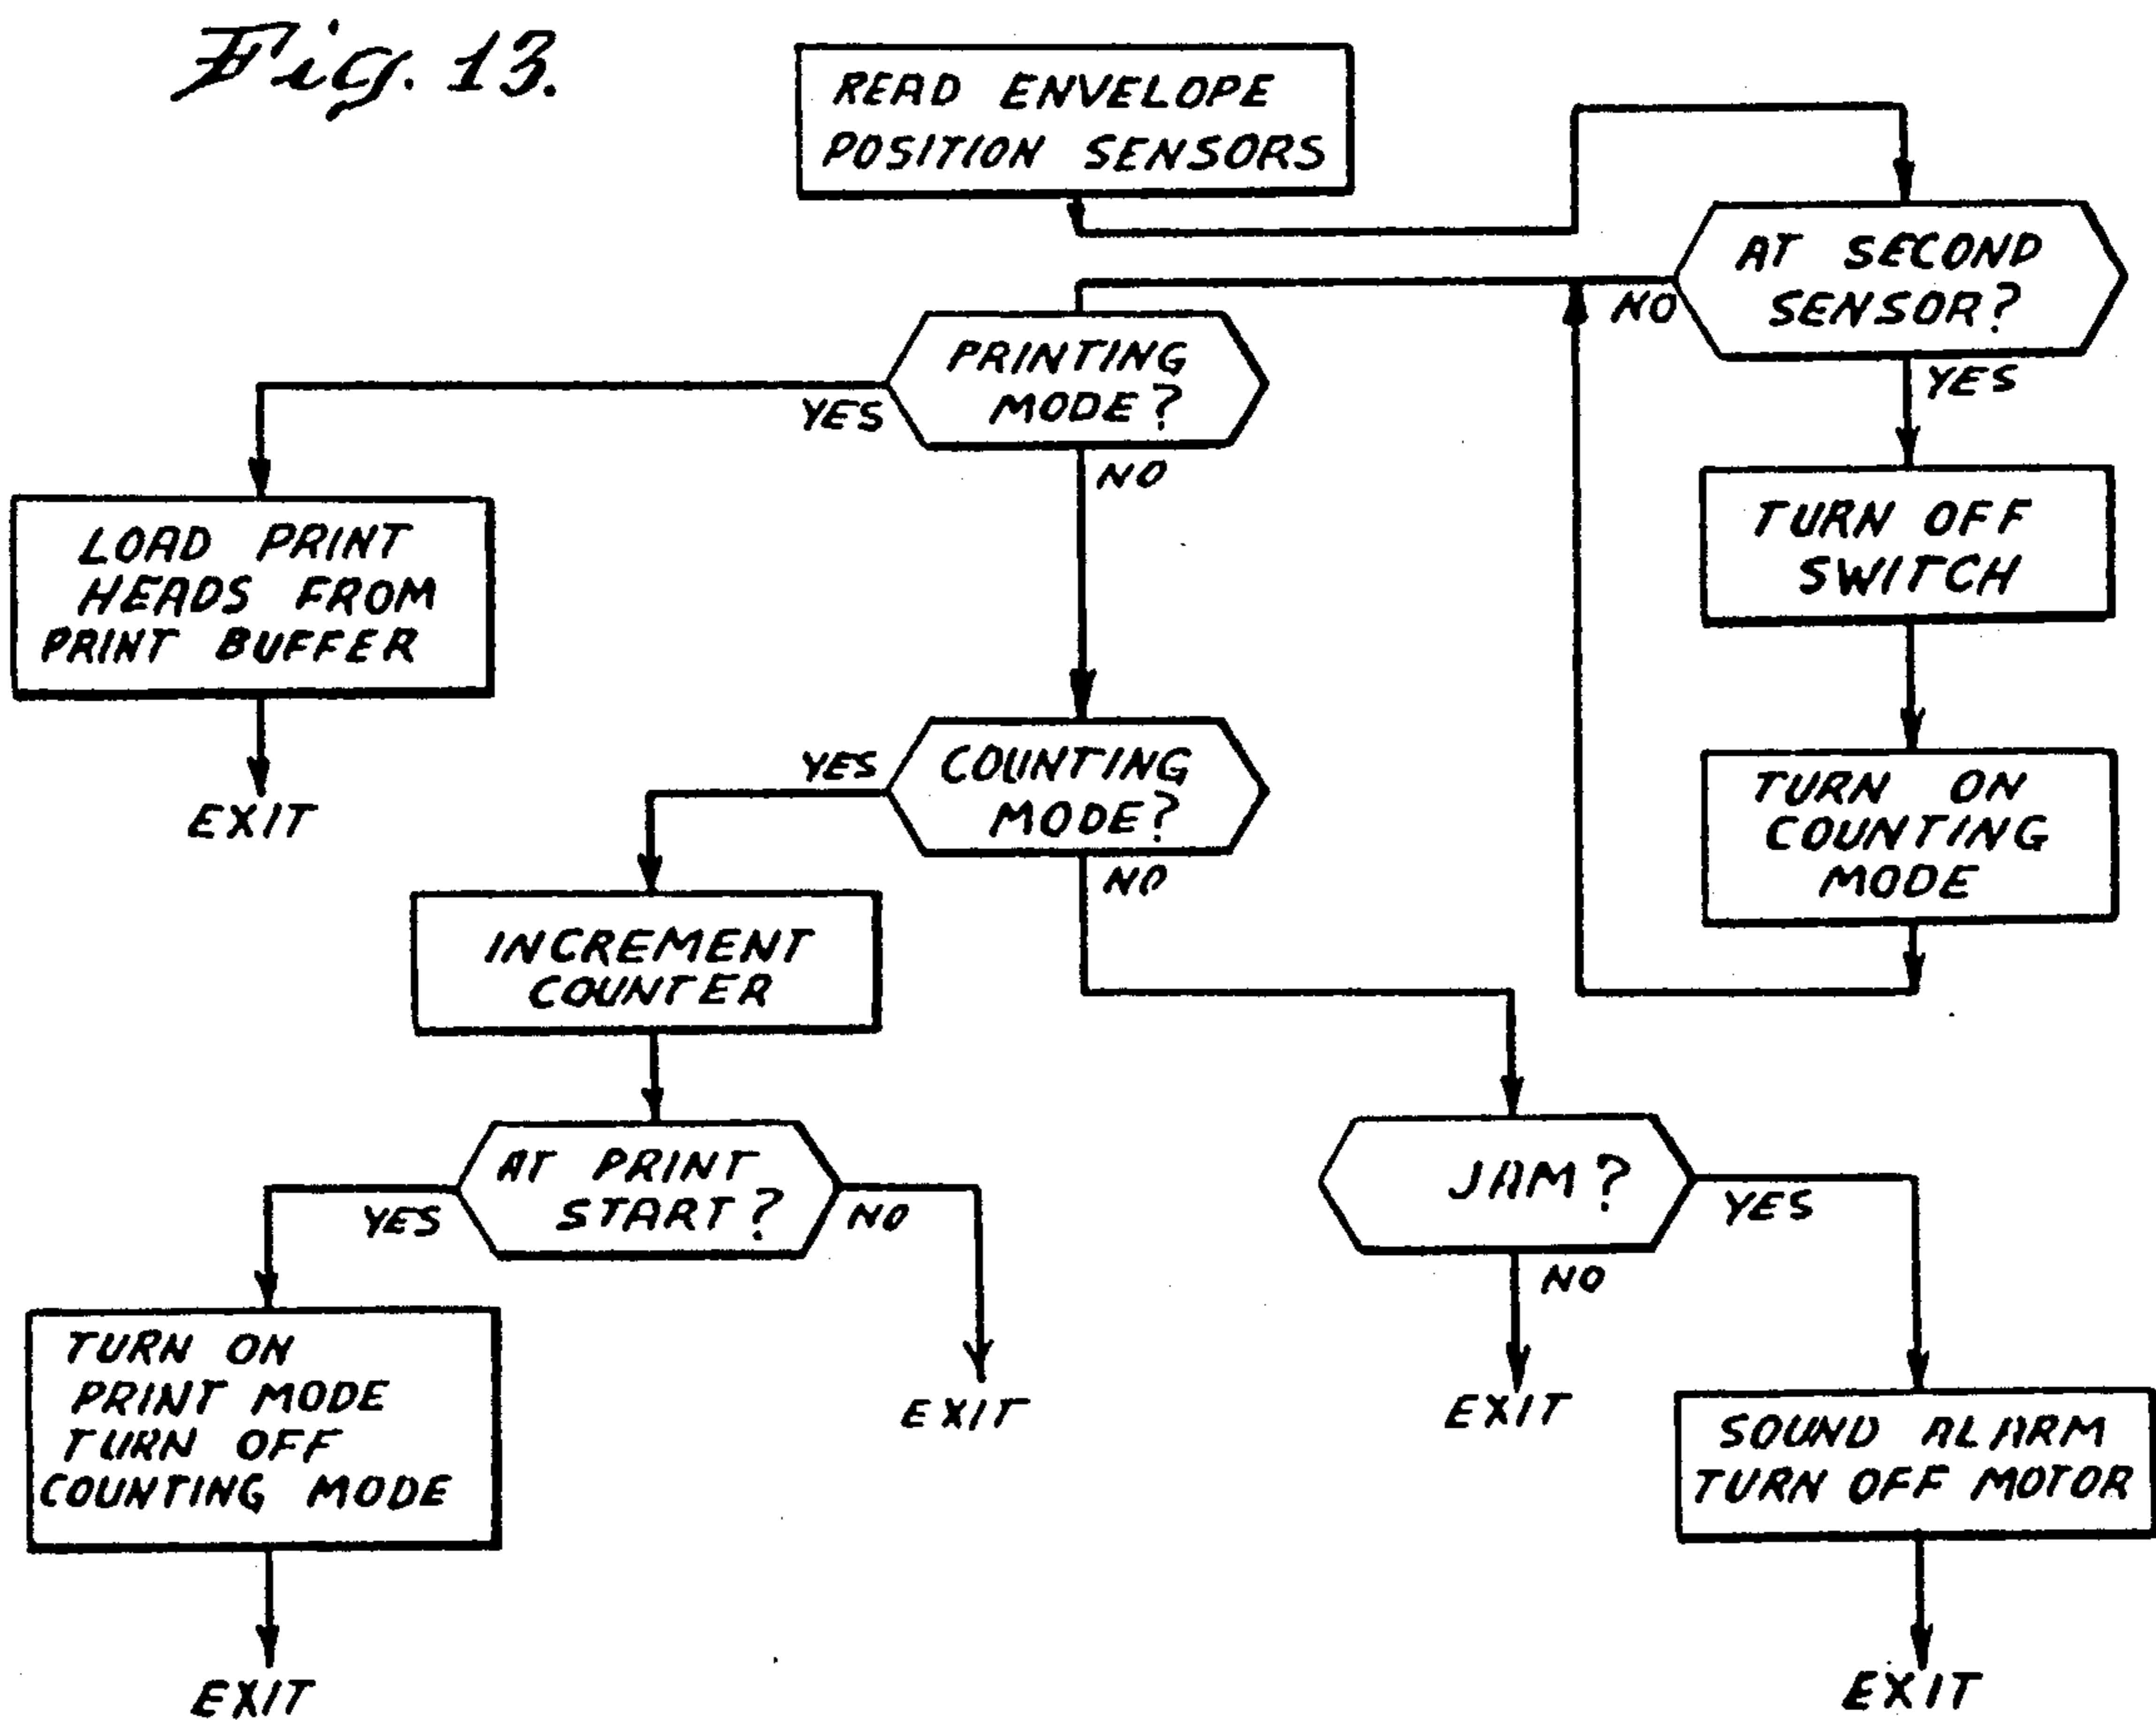 Fig. 13.
READ ENVELOPE
POSITION SENSORS
AT SECOND
SENSOR?
NO
YES
PRINTING
MODE?
YES
NO
TURN OFF
SWITCH
LOAD PRINT
HEADS FROM
PRINT BUFFER
EXIT
TURN ON
COUNTING
MODE
COUNTING
MODE?
YES
NO
INCREMENT
COUNTER
AT PRINT
START?
YES
NO
JAM?
YES
NO
TURN ON
PRINT MODE
TURN OFF
COUNTING MODE
EXIT
EXIT
SOUND ALARM
TURN OFF MOTOR
EXIT
EXIT